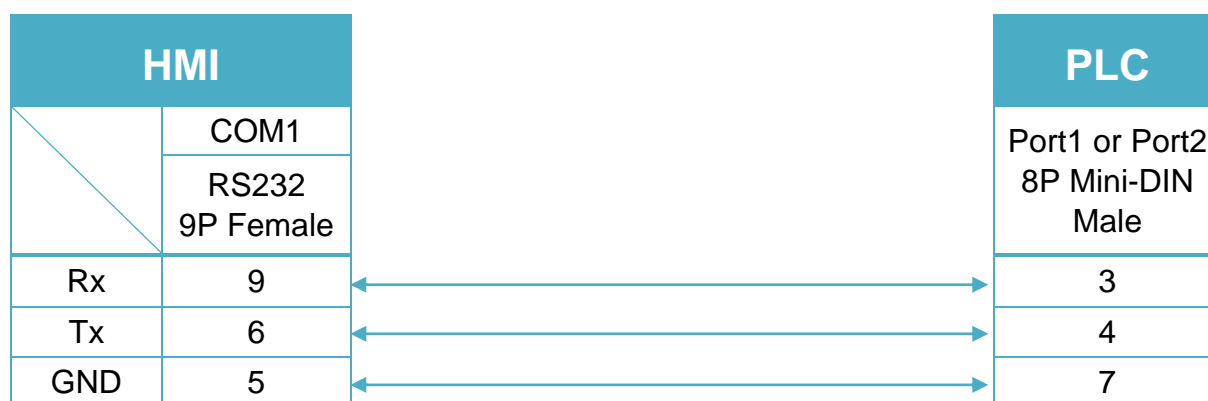 HMI
PLC
COM1
RS232
9P Female
Port1 or Port2
8P Mini-DIN
Male
Rx 9 3
Tx 6 4
GND 5 7